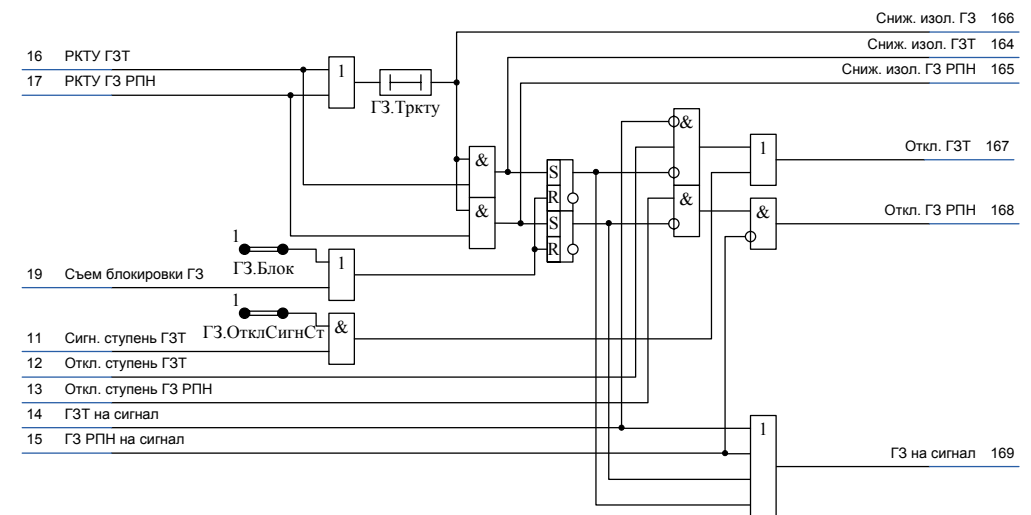 Сниж. изол. ГЗ 166
16 РКТУ ГЗТ
Сниж. изол. ГЗТ 164
17 РКТУ ГЗ РПН
1
Сниж. изол. ГЗ РПН 165
ГЗ.Тркту
&
1
Откл. ГЗТ 167
&
S
R
&
&
S
R
&
Откл. ГЗ РПН 168
1
ГЗ.Блок
1
19 Съем блокировки ГЗ
1
ГЗ.ОтклСигнСт
&
11 Сигн. ступень ГЗТ
12 Откл. ступень ГЗТ
13 Откл. ступень ГЗ РПН
14 ГЗТ на сигнал
1
15 ГЗ РПН на сигнал
ГЗ на сигнал 169